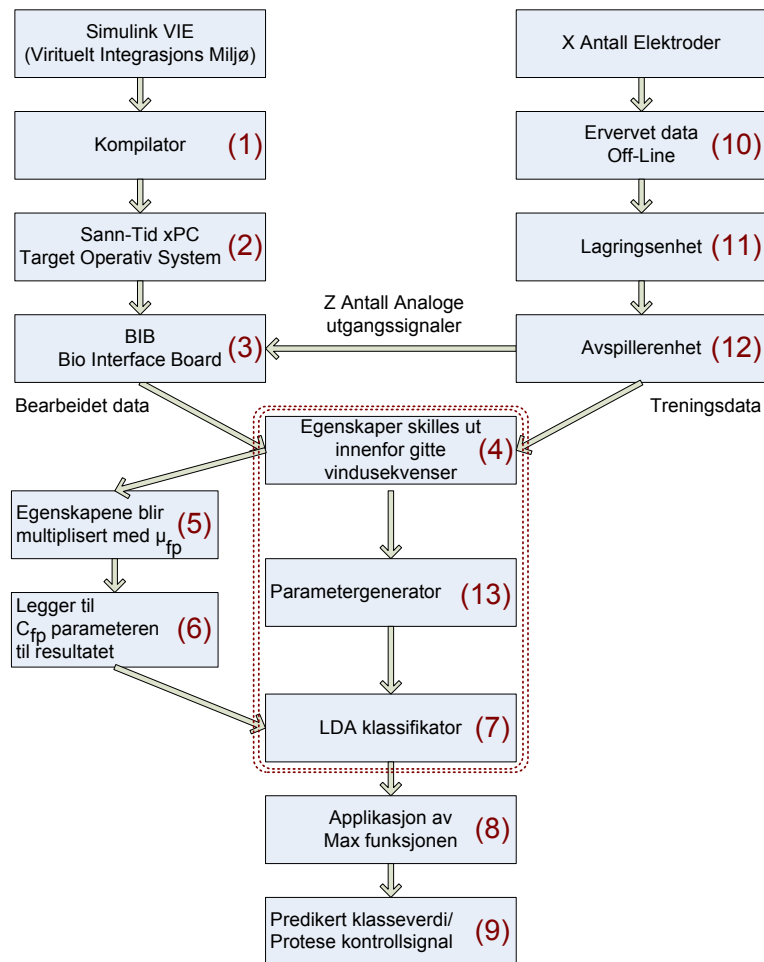 Simulink VIE
(Virituelt Integrasjons Miljø)
X Antall Elektroder
Kompilator (1)
Ervervet data
Off-Line
(10)
Sann-Tid xPC
Target Operativ System
(2)
Lagringsenhet (11)
Z Antall Analoge
utgangssignaler
BIB
Bio Interface Board
(3)
Avspillerenhet (12)
Bearbeidet data
Treningsdata
Egenskaper skilles ut
innenfor gitte
vindusekvenser
(4)
Egenskapene blir
multiplisert med μfp
(5)
Parametergenerator (13)
Legger til
Cfp parameteren
til resultatet
(6)
LDA klassifikator (7)
Applikasjon av
Max funksjonen
(8)
Predikert klasseverdi/
Protese kontrollsignal
(9)